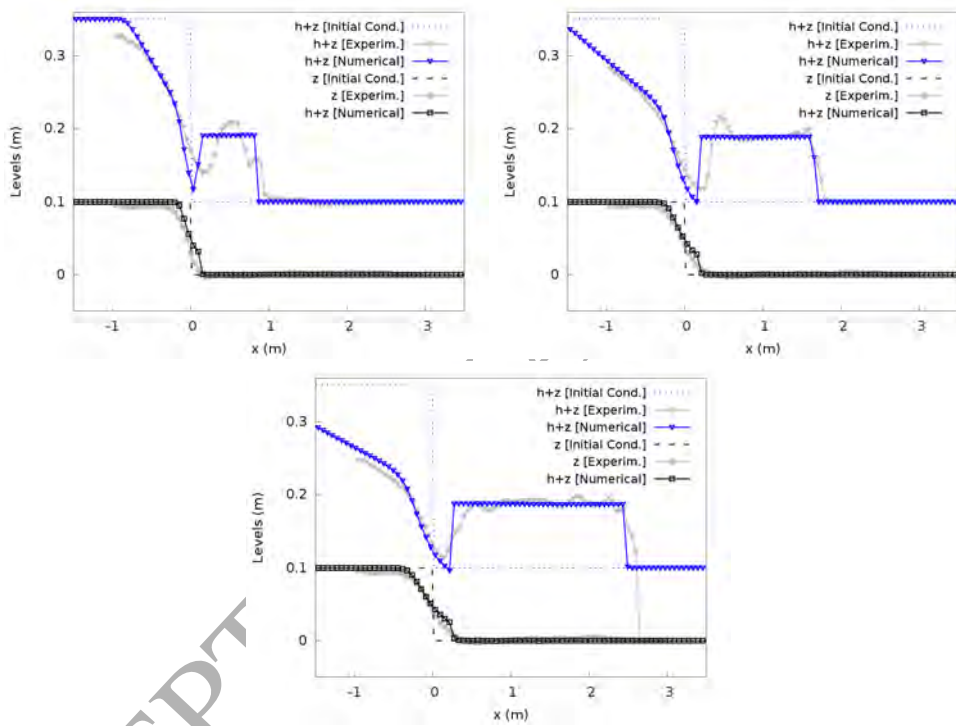 h+z [Initial Cond.]
h+z [Experim.]
h+z [Numerical]
z [Initial Cond.]
z [Experim.]
h+z [Numerical]
Levels (m)
0.3
0.2
0.1
0
-1
0
1
2
3
x (m)
h+z [Initial Cond.]
h+z [Experim.]
h+z [Numerical]
z [Initial Cond.]
z [Experim.]
h+z [Numerical]
Levels (m)
0.3
0.2
0.1
0
-1
0
1
2
3
x (m)
h+z [Initial Cond.]
h+z [Experim.]
h+z [Numerical]
z [Initial Cond.]
z [Experim.]
h+z [Numerical]
Levels (m)
0.3
0.2
0.1
0
-1
0
1
2
3
x (m)
EPT